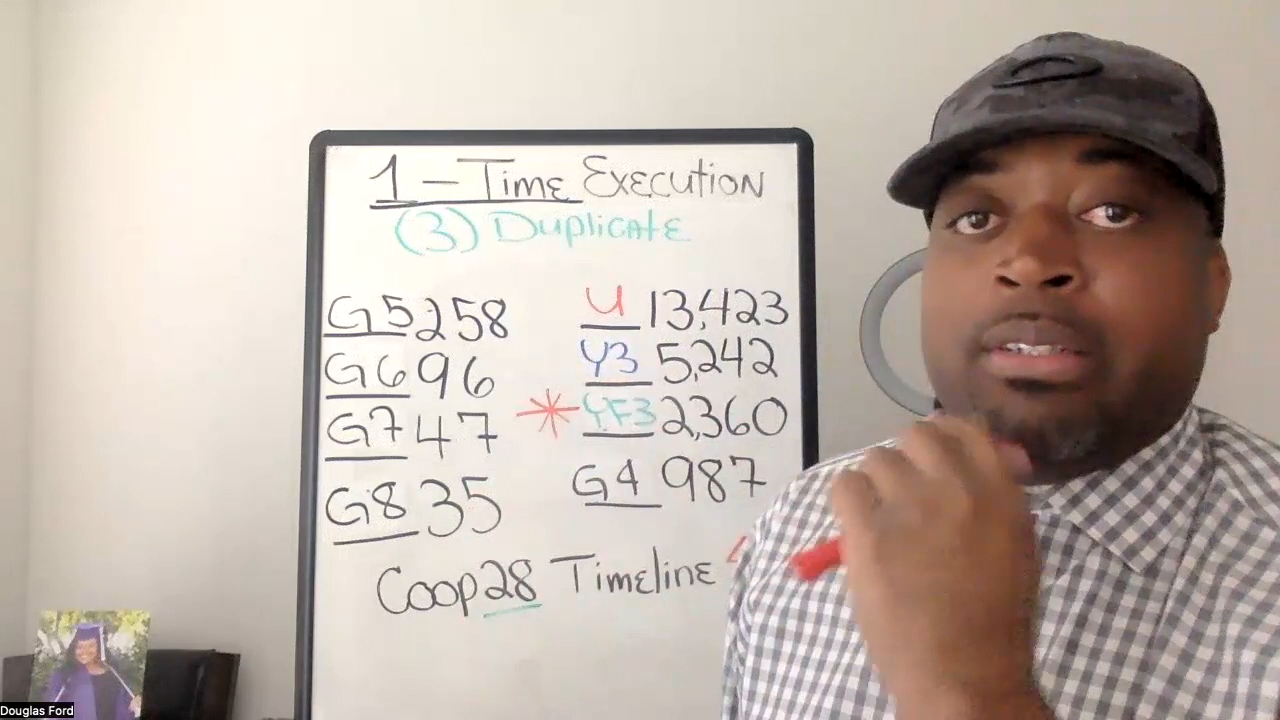 1 - Time Execution
(3) Duplicate
G5 258
G6 96
G7 47
G8 35
U 13,423
Y3 5,242
* YF3 2,360
G4 987
Coop28 Timeline
Douglas Ford